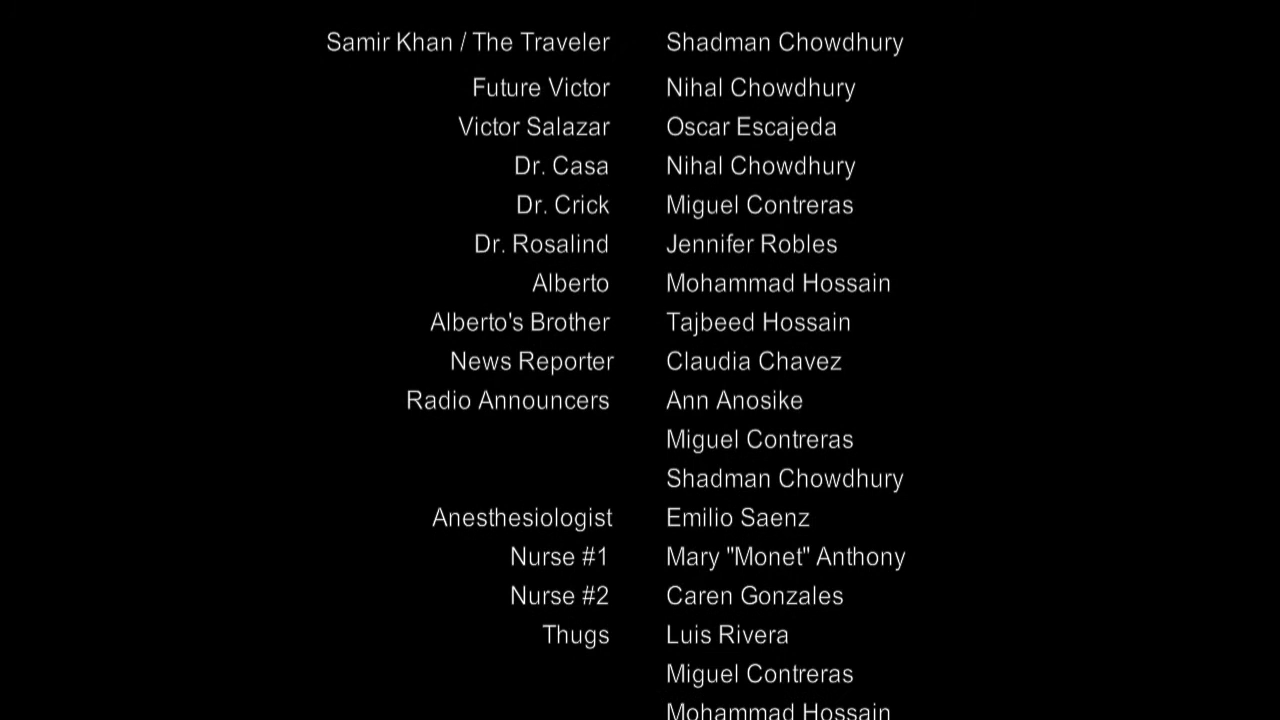 Samir Khan / The Traveler Shadman Chowdhury
Future Victor Nihal Chowdhury
Victor Salazar Oscar Escajeda
Dr. Casa Nihal Chowdhury
Dr. Crick Miguel Contreras
Dr. Rosalind Jennifer Robles
Alberto Mohammad Hossain
Alberto's Brother Tajbeed Hossain
News Reporter Claudia Chavez
Radio Announcers Ann Anosike
Miguel Contreras
Shadman Chowdhury
Anesthesiologist Emilio Saenz
Nurse #1 Mary "Monet" Anthony
Nurse #2 Caren Gonzales
Thugs Luis Rivera
Miguel Contreras
Mohammad Hossain